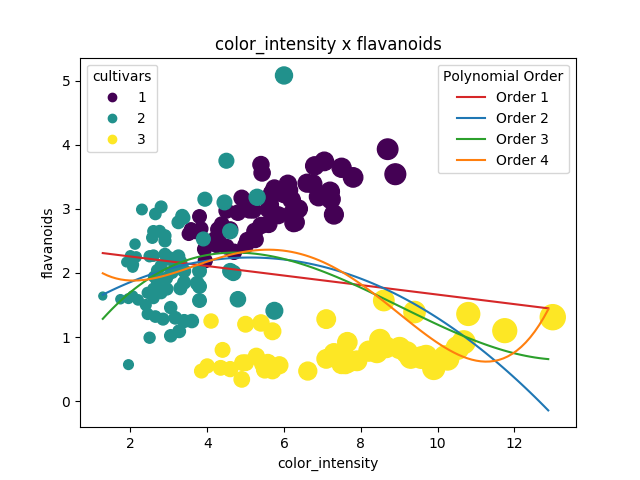 color_intensity x flavanoids
cultivars
1
2
3
Polynomial Order
Order 1
Order 2
Order 3
Order 4
flavanoids
5
4
3
2
1
0
2 4 6 8 10 12
color_intensity